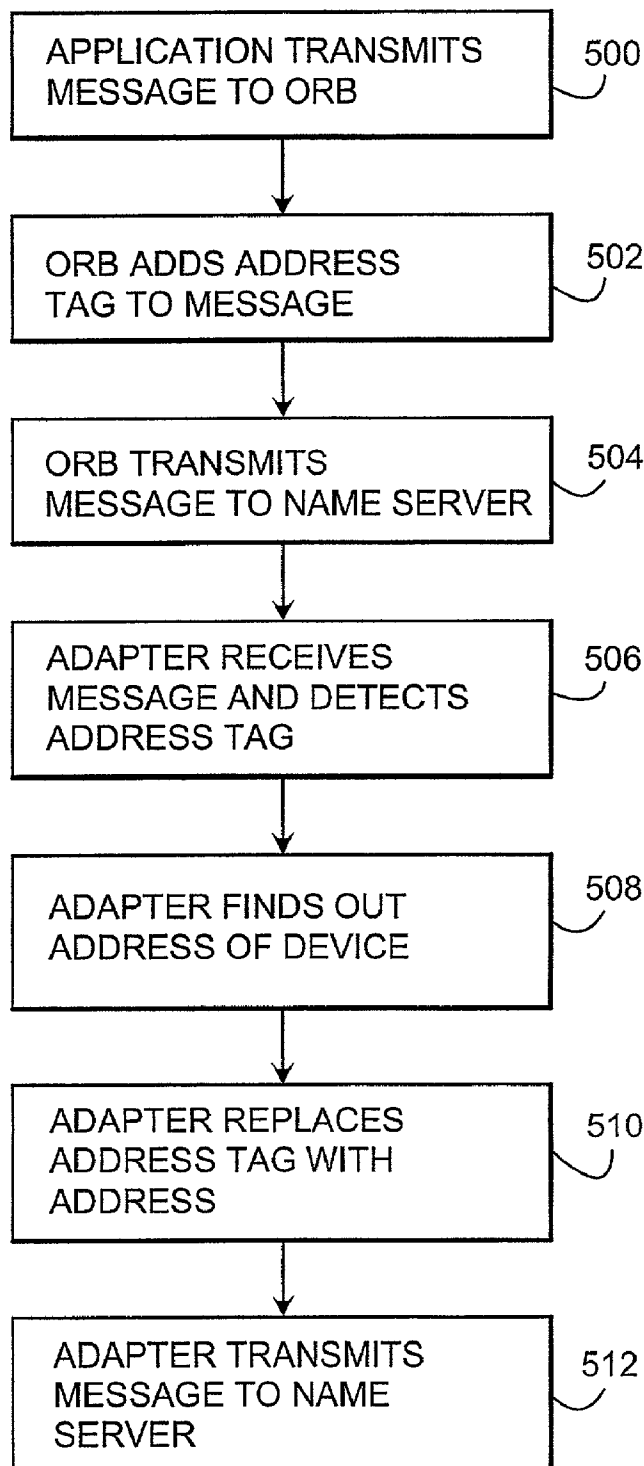 APPLICATION TRANSMITS
MESSAGE TO ORB
500
ORB ADDS ADDRESS
TAG TO MESSAGE
502
ORB TRANSMITS
MESSAGE TO NAME SERVER
504
ADAPTER RECEIVES
MESSAGE AND DETECTS
ADDRESS TAG
506
ADAPTER FINDS OUT
ADDRESS OF DEVICE
508
ADAPTER REPLACES
ADDRESS TAG WITH
ADDRESS
510
ADAPTER TRANSMITS
MESSAGE TO NAME
SERVER
512